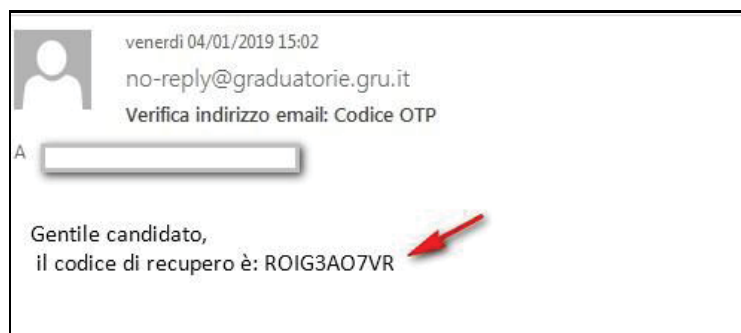 venerdì 04/01/2019 15:02
no-reply@graduatorie.gru.it
Verifica indirizzo email: Codice OTP
A
Gentile candidato,
il codice di recupero è: ROIG3AO7VR